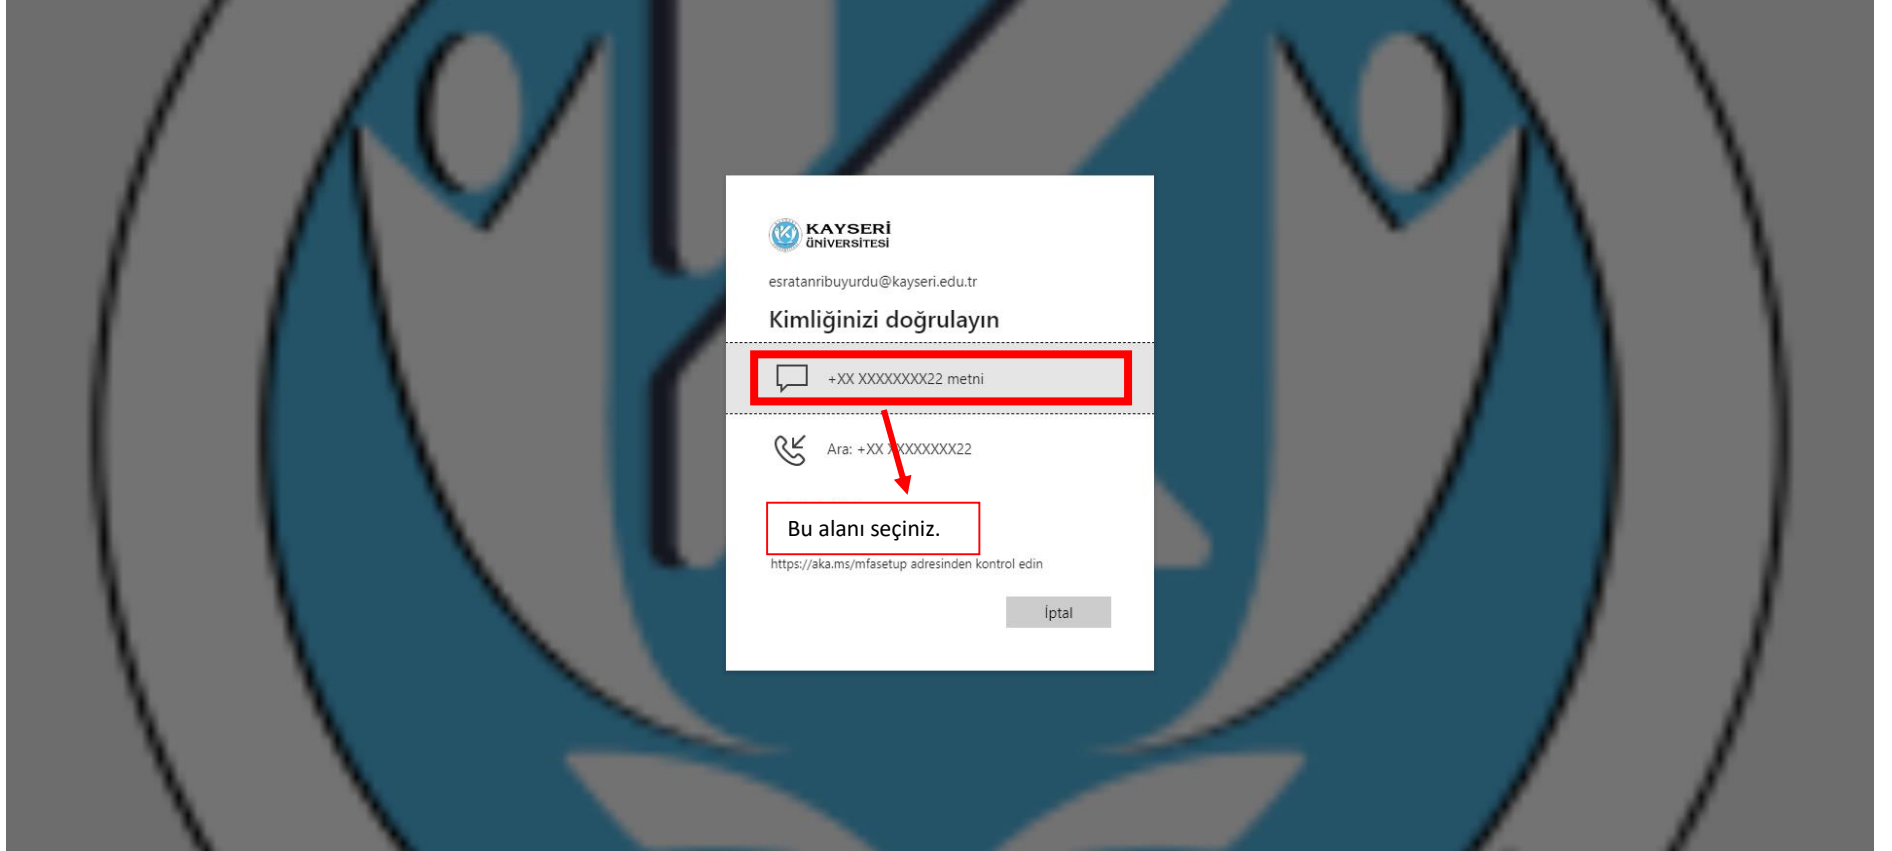 KAYSERİ
ÜNİVERSİTESİ
esratanribuyurdu@kayseri.edu.tr
Kimliğinizi doğrulayın
+XX XXXXXXXX22 metni
Ara: +XX XXXXXXXX22
Bu alanı seçiniz.
https://aka.ms/mfasetup adresinden kontrol edin
İptal